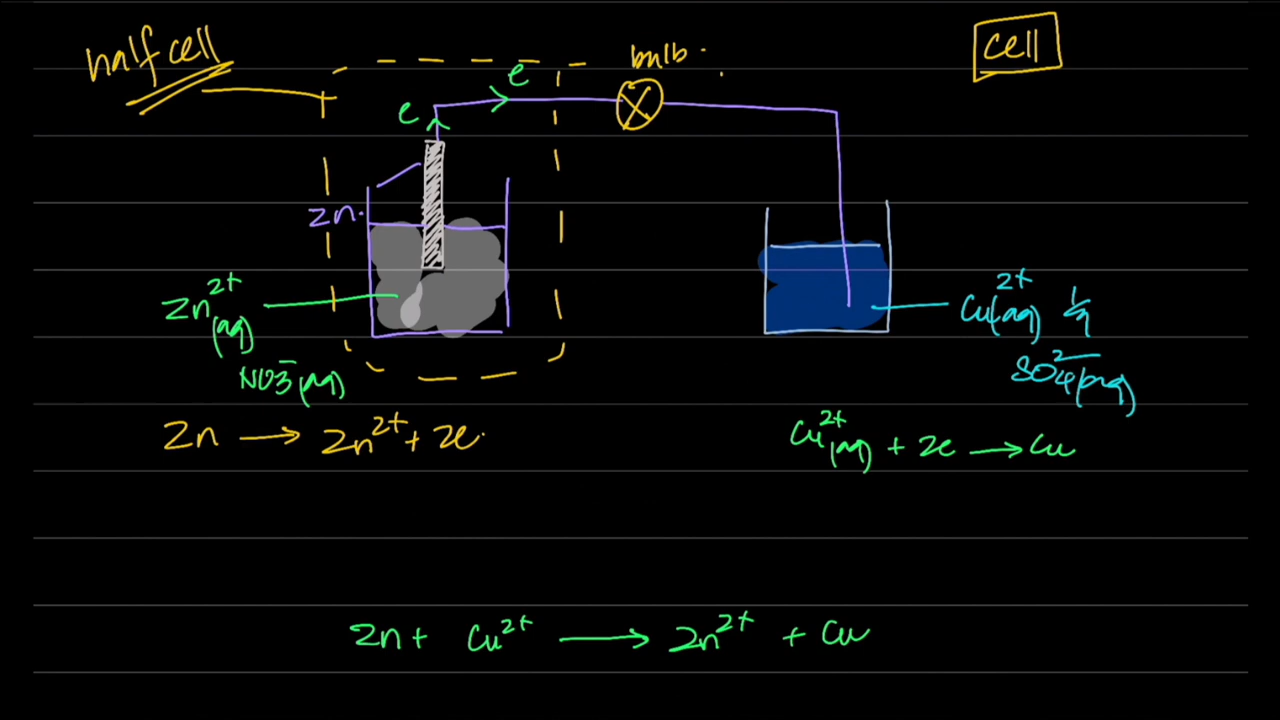 half cell
bulb.
cell
e
e
Zn.
Zn²⁺(aq)
NO3⁻(aq)
Cu²⁺(aq)
SO4²⁻(aq)
Zn → Zn²⁺ + 2e.
Cu²⁺(aq) + 2e → Cu
Zn + Cu²⁺ → Zn²⁺ + Cu